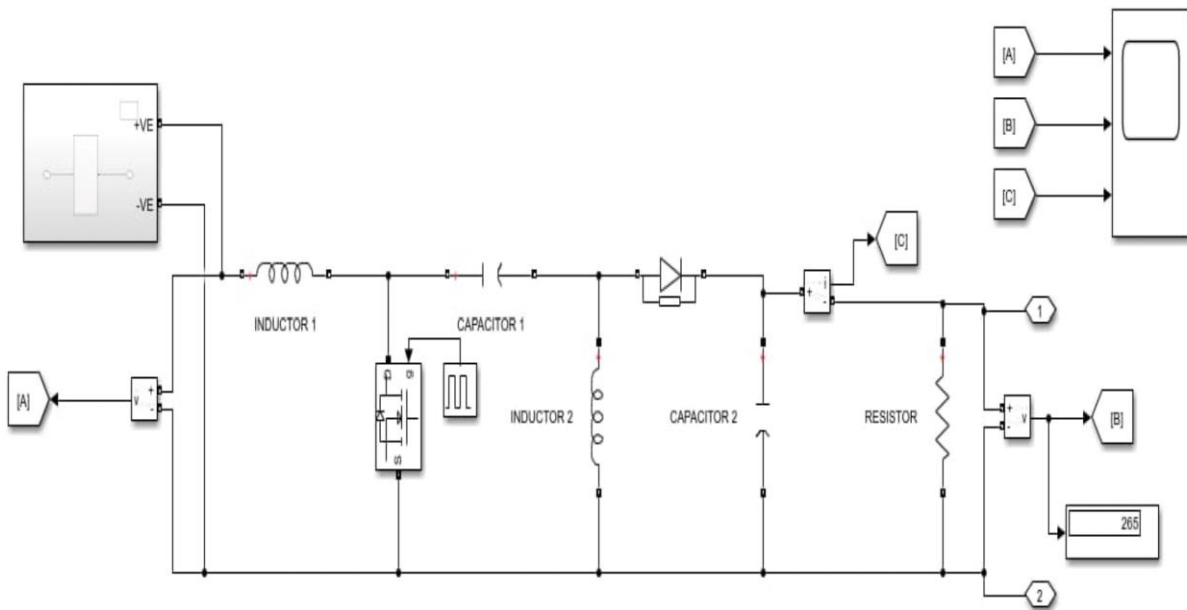 [A]
+VE
[B]
-VE
[C]
[C]
+
i
-
1
INDUCTOR 1
CAPACITOR 1
g
[A]
v
+
-
INDUCTOR 2
CAPACITOR 2
RESISTOR
+
-
v
[B]
S
265
2